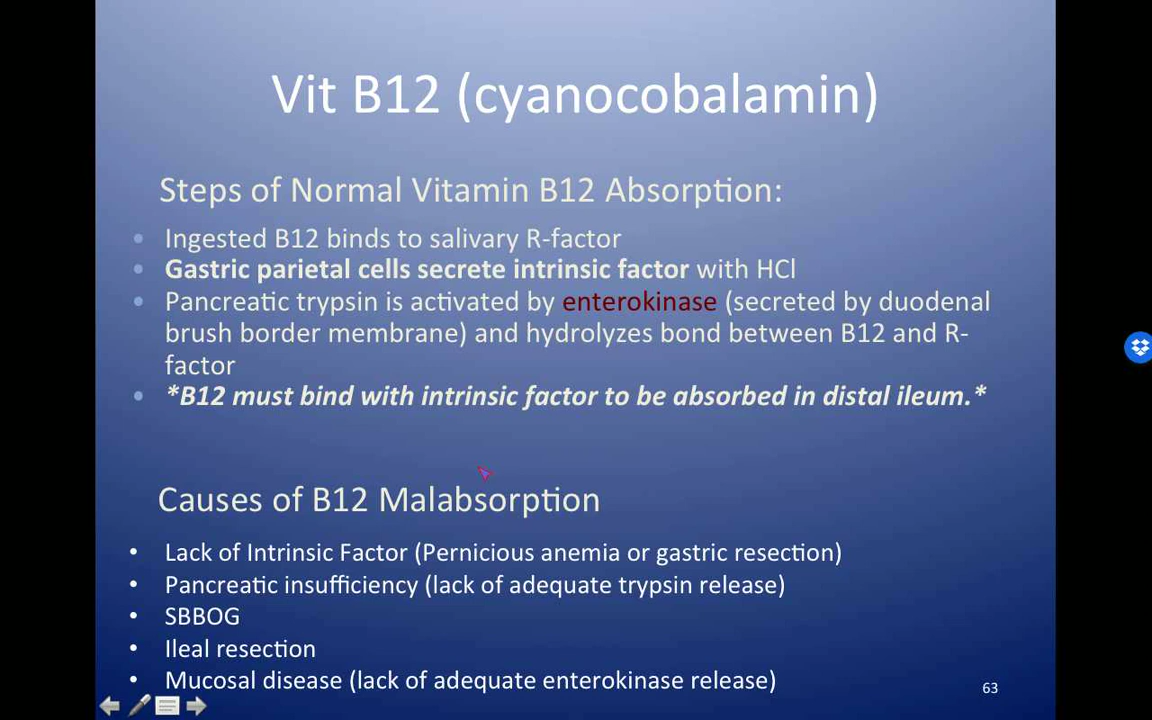 Vit B12 (cyanocobalamin)
Steps of Normal Vitamin B12 Absorption:
• Ingested B12 binds to salivary R-factor
• Gastric parietal cells secrete intrinsic factor with HCl
• Pancreatic trypsin is activated by enterokinase (secreted by duodenal
brush border membrane) and hydrolyzes bond between B12 and R-
factor
• *B12 must bind with intrinsic factor to be absorbed in distal ileum.*
Causes of B12 Malabsorption
• Lack of Intrinsic Factor (Pernicious anemia or gastric resection)
• Pancreatic insufficiency (lack of adequate trypsin release)
• SBBOG
• Ileal resection
• Mucosal disease (lack of adequate enterokinase release)
63